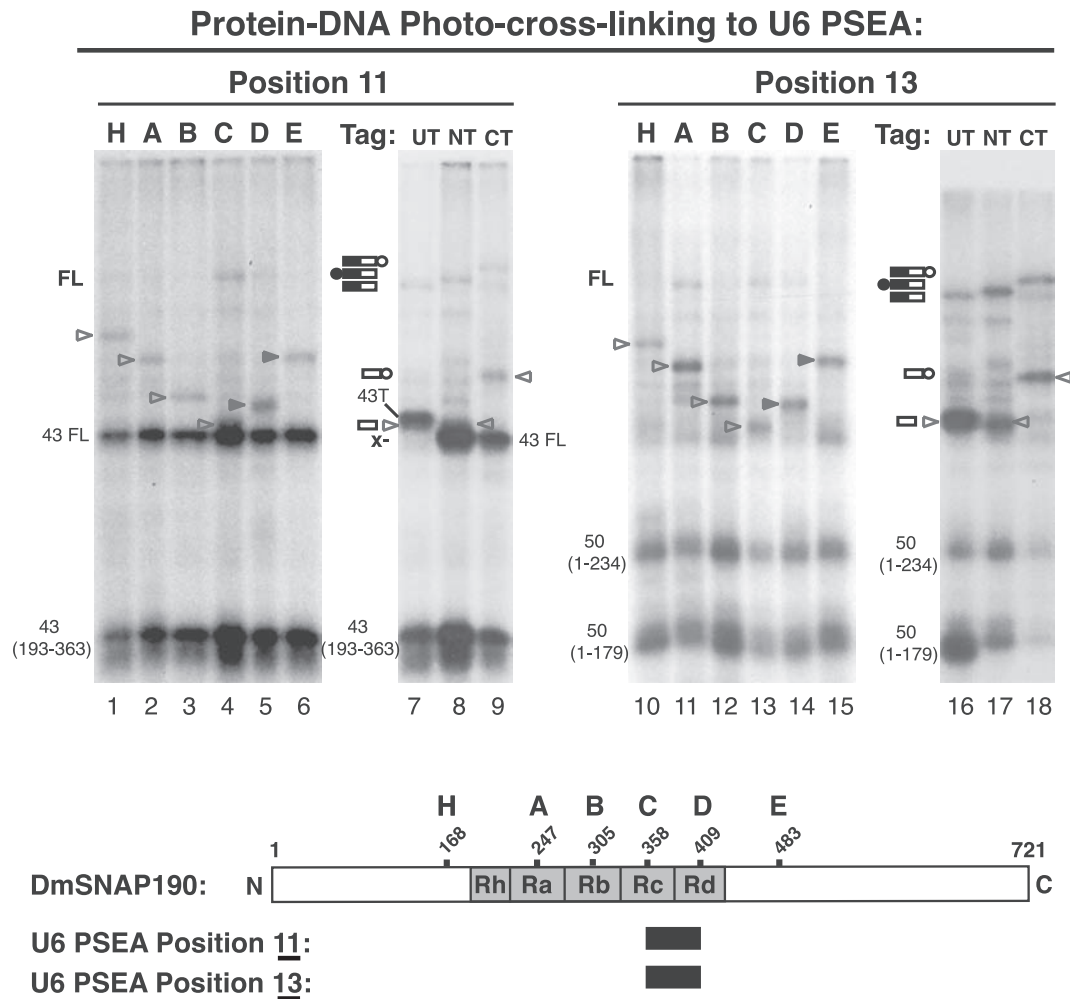 Protein-DNA Photo-cross-linking to U6 PSEA:
Position 11
Position 13
H A B C D E Tag: UT NT CT
H A B C D E Tag: UT NT CT
FL
FL
43T
43 FL
x-
43 FL
50
(1-234)
50
(1-234)
43
(193-363)
43
(193-363)
50
(1-179)
50
(1-179)
1 2 3 4 5 6 7 8 9
10 11 12 13 14 15 16 17 18
H A B C D E
1 168 247 305 358 409 483 721
DmSNAP190: N Rh Ra Rb Rc Rd C
U6 PSEA Position 11:
U6 PSEA Position 13: